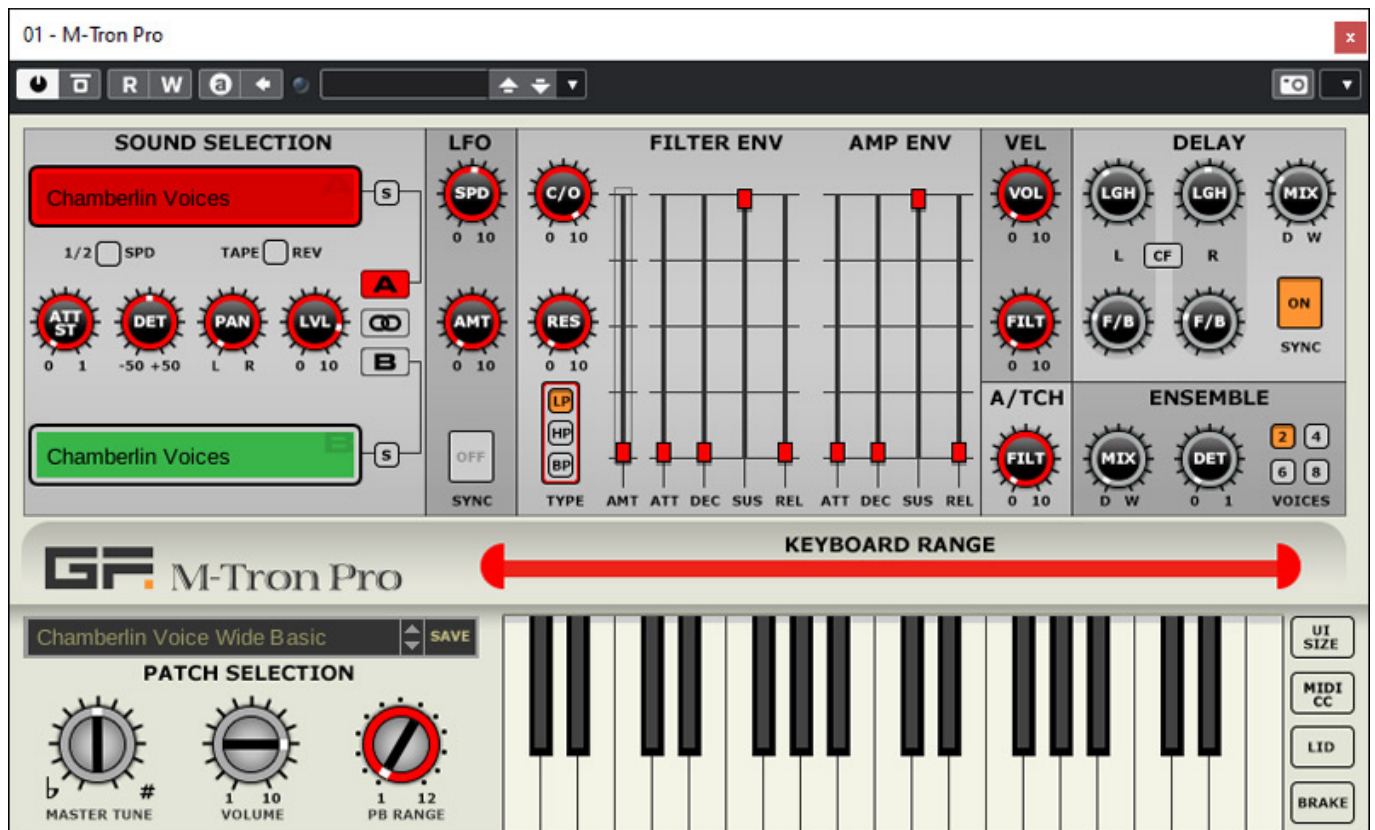 01 - M-Tron Pro
x
R W a
SOUND SELECTION
LFO
FILTER ENV
AMP ENV
VEL
DELAY
Chamberlin Voices
A
S
1/2 SPD
TAPE REV
A
B
ATT ST
0 1
DET
-50 +50
PAN
L R
LVL
0 10
Chamberlin Voices
B
S
SPD
0 10
AMT
0 10
OFF
SYNC
C/O
0 10
RES
0 10
LP
HP
BP
TYPE
AMT ATT DEC SUS REL
ATT DEC SUS REL
VOL
0 10
FILT
0 10
A/TCH
FILT
0 10
LGH
LGH
MIX
D W
L CF R
F/B
F/B
ON
SYNC
ENSEMBLE
MIX
D W
DET
0 1
2 4
6 8
VOICES
GF. M-Tron Pro
KEYBOARD RANGE
Chamberlin Voice Wide Basic
SAVE
PATCH SELECTION
♭ #
MASTER TUNE
1 10
VOLUME
1 12
PB RANGE
UI
SIZE
MIDI
CC
LID
BRAKE